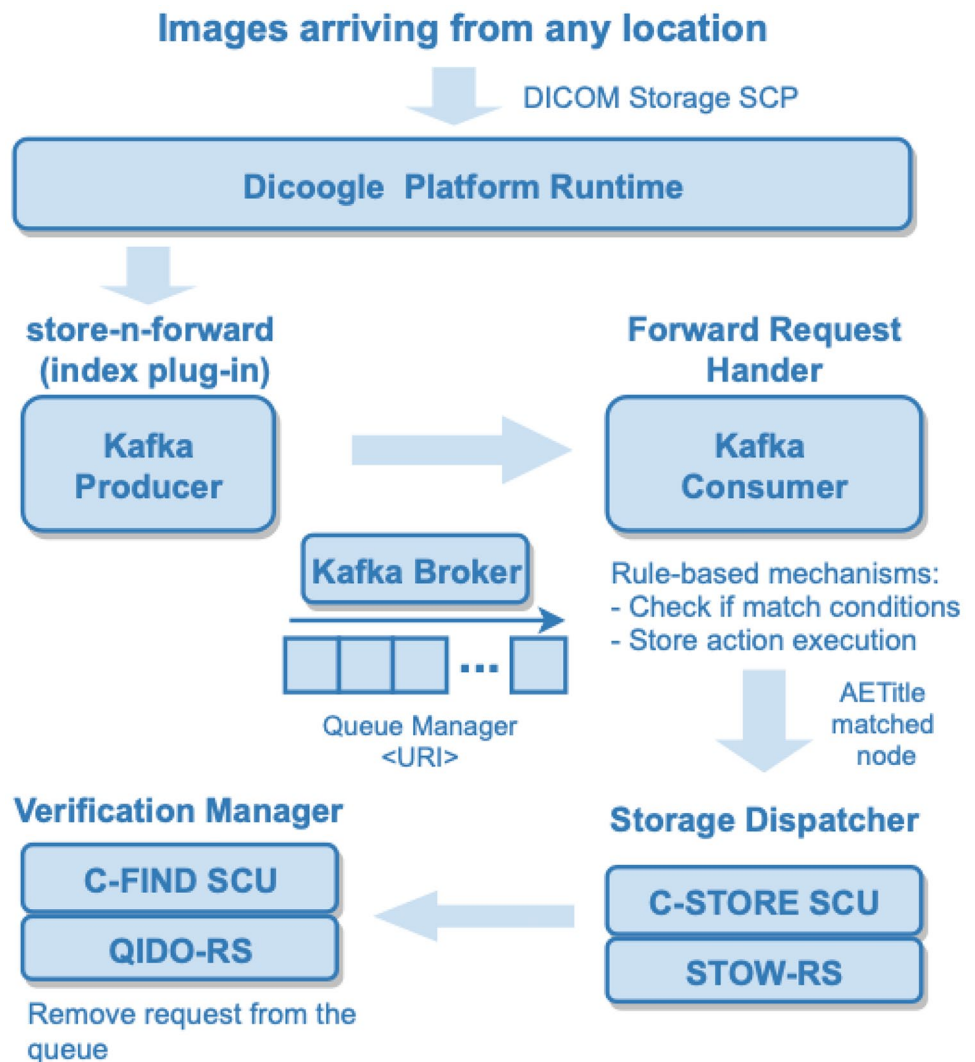 Images arriving from any location
DICOM Storage SCP
Dicoogle Platform Runtime
store-n-forward
(index plug-in)
Kafka
Producer
Forward Request
Hander
Kafka
Consumer
Kafka Broker
...
Queue Manager
<URI>
Rule-based mechanisms:
- Check if match conditions
- Store action execution
AETitle
matched
node
Storage Dispatcher
C-STORE SCU
STOW-RS
Verification Manager
C-FIND SCU
QIDO-RS
Remove request from the
queue